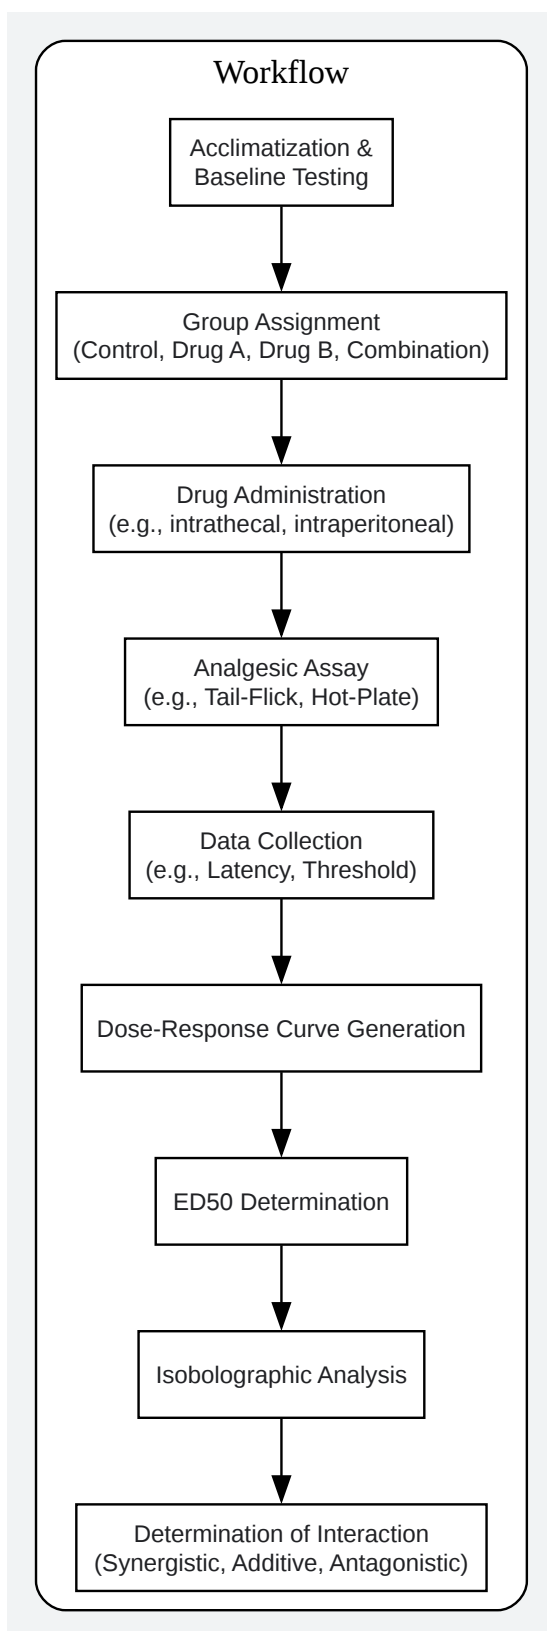 Workflow
Acclimatization &
Baseline Testing
Group Assignment
(Control, Drug A, Drug B, Combination)
Drug Administration
(e.g., intrathecal, intraperitoneal)
Analgesic Assay
(e.g., Tail-Flick, Hot-Plate)
Data Collection
(e.g., Latency, Threshold)
Dose-Response Curve Generation
ED50 Determination
Isobolographic Analysis
Determination of Interaction
(Synergistic, Additive, Antagonistic)